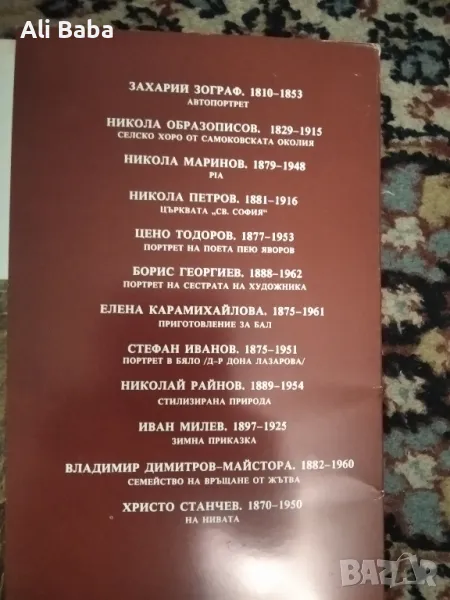 Ali Baba
ЗАХАРИЙ ЗОГРАФ. 1810–1853
АВТОПОРТРЕТ
НИКОЛА ОБРАЗОПИСОВ. 1829–1915
СЕЛСКО ХОРО ОТ САМОКОВСКАТА ОКОЛИЯ
НИКОЛА МАРИНОВ. 1879–1948
PIA
НИКОЛА ПЕТРОВ. 1881–1916
ЦЪРКВАТА „СВ. СОФИЯ“
ЦЕНО ТОДОРОВ. 1877–1953
ПОРТРЕТ НА ПОЕТА ПЕЮ ЯВОРОВ
БОРИС ГЕОРГИЕВ. 1888–1962
ПОРТРЕТ НА СЕСТРАТА НА ХУДОЖНИКА
ЕЛЕНА КАРАМИХАЙЛОВА. 1875–1961
ПРИГОТОВЛЕНИЕ ЗА БАЛ
СТЕФАН ИВАНОВ. 1875–1951
ПОРТРЕТ В БЯЛО /Д-Р ДОНА ЛАЗАРОВА/
НИКОЛАЙ РАЙНОВ. 1889–1954
СТИЛИЗИРАНА ПРИРОДА
ИВАН МИЛЕВ. 1897–1925
ЗИМНА ПРИКАЗКА
ВЛАДИМИР ДИМИТРОВ–МАЙСТОРА. 1882–1960
СЕМЕЙСТВО НА ВРЪЩАНЕ ОТ ЖЪТВА
ХРИСТО СТАНЧЕВ. 1870–1950
НА НИВАТА
BAZAR